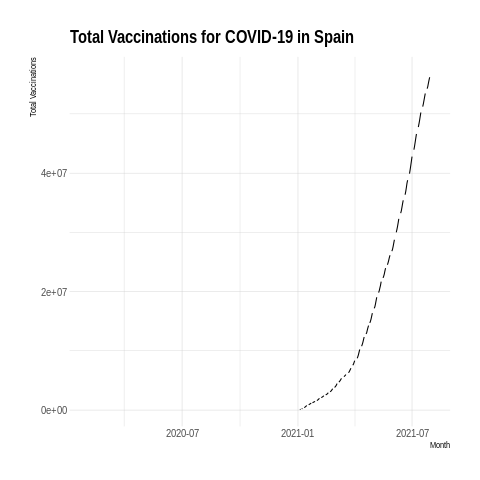 Total Vaccinations for COVID-19 in Spain
Total Vaccinations
4e+07
2e+07
0e+00
2020-07
2021-01
2021-07
Month